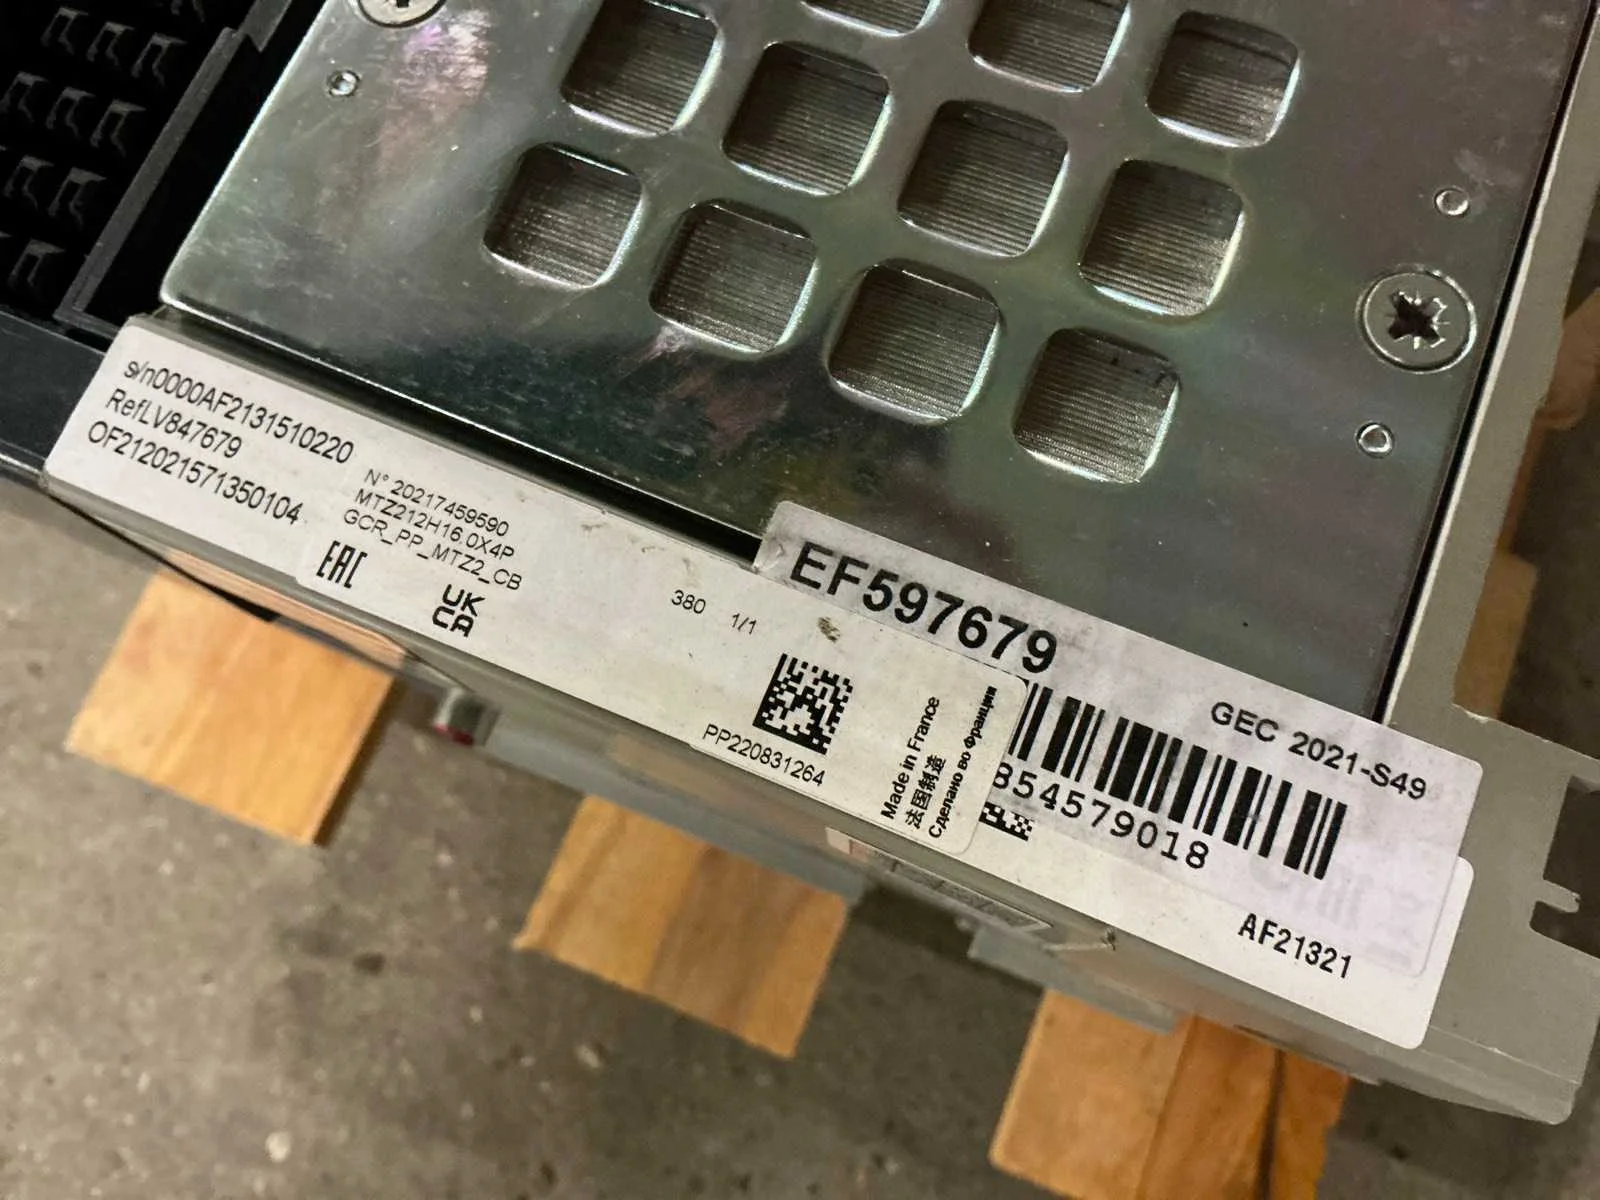 s/n0000AF2131510220
RefLV847679
OF212021571350104
N° 20217459590
MTZ212H16.0X4P
GCR_PP_MTZ2_CB
EAC
UK
CA
380 1/1
PP220831264
Made in France
法国制造
Сделано во Франции
EF597679
GEC 2021-S49
854579018
AF21321